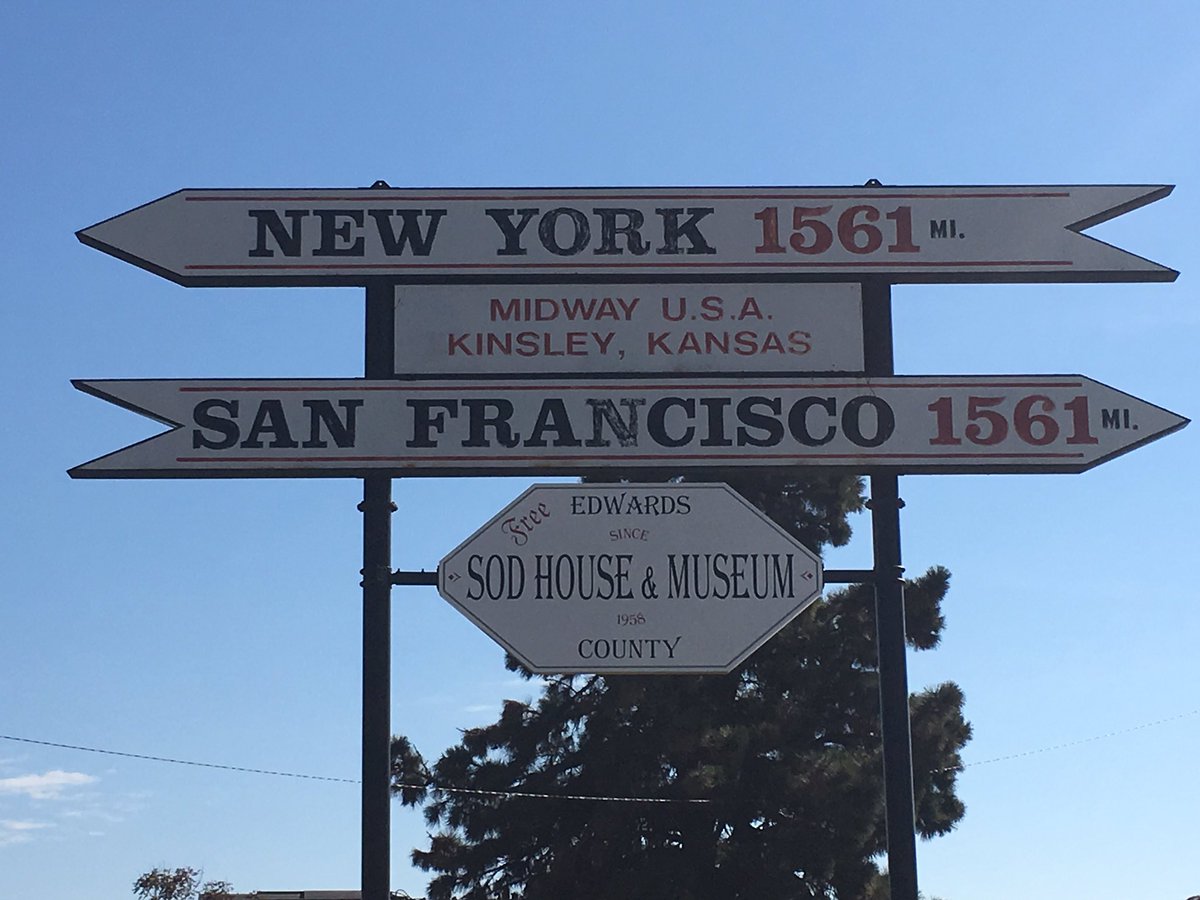 NEW YORK 1561 MI.
MIDWAY U.S.A.
KINSLEY, KANSAS
SAN FRANCISCO 1561 MI.
Free EDWARDS
SINCE
SOD HOUSE & MUSEUM
1958
COUNTY